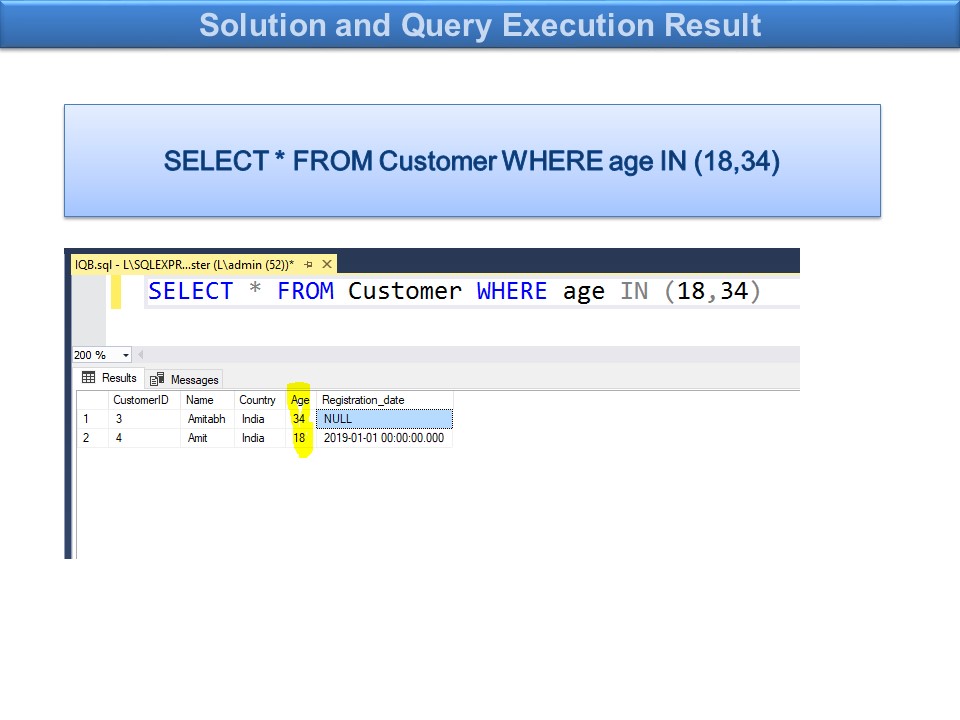 Solution and Query Execution Result
SELECT * FROM Customer WHERE age IN (18,34)
IQB.sql - L\SQLEXPR...ster (L\admin (52))*
SELECT * FROM Customer WHERE age IN (18,34)
200 %
Results Messages
CustomerID Name Country Age Registration_date
1 3 Amitabh India 34 NULL
2 4 Amit India 18 2019-01-01 00:00:00.000